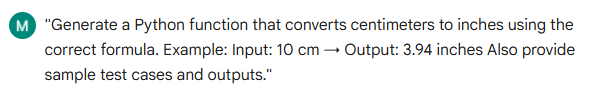 M
"Generate a Python function that converts centimeters to inches using the
correct formula. Example: Input: 10 cm → Output: 3.94 inches Also provide
sample test cases and outputs."